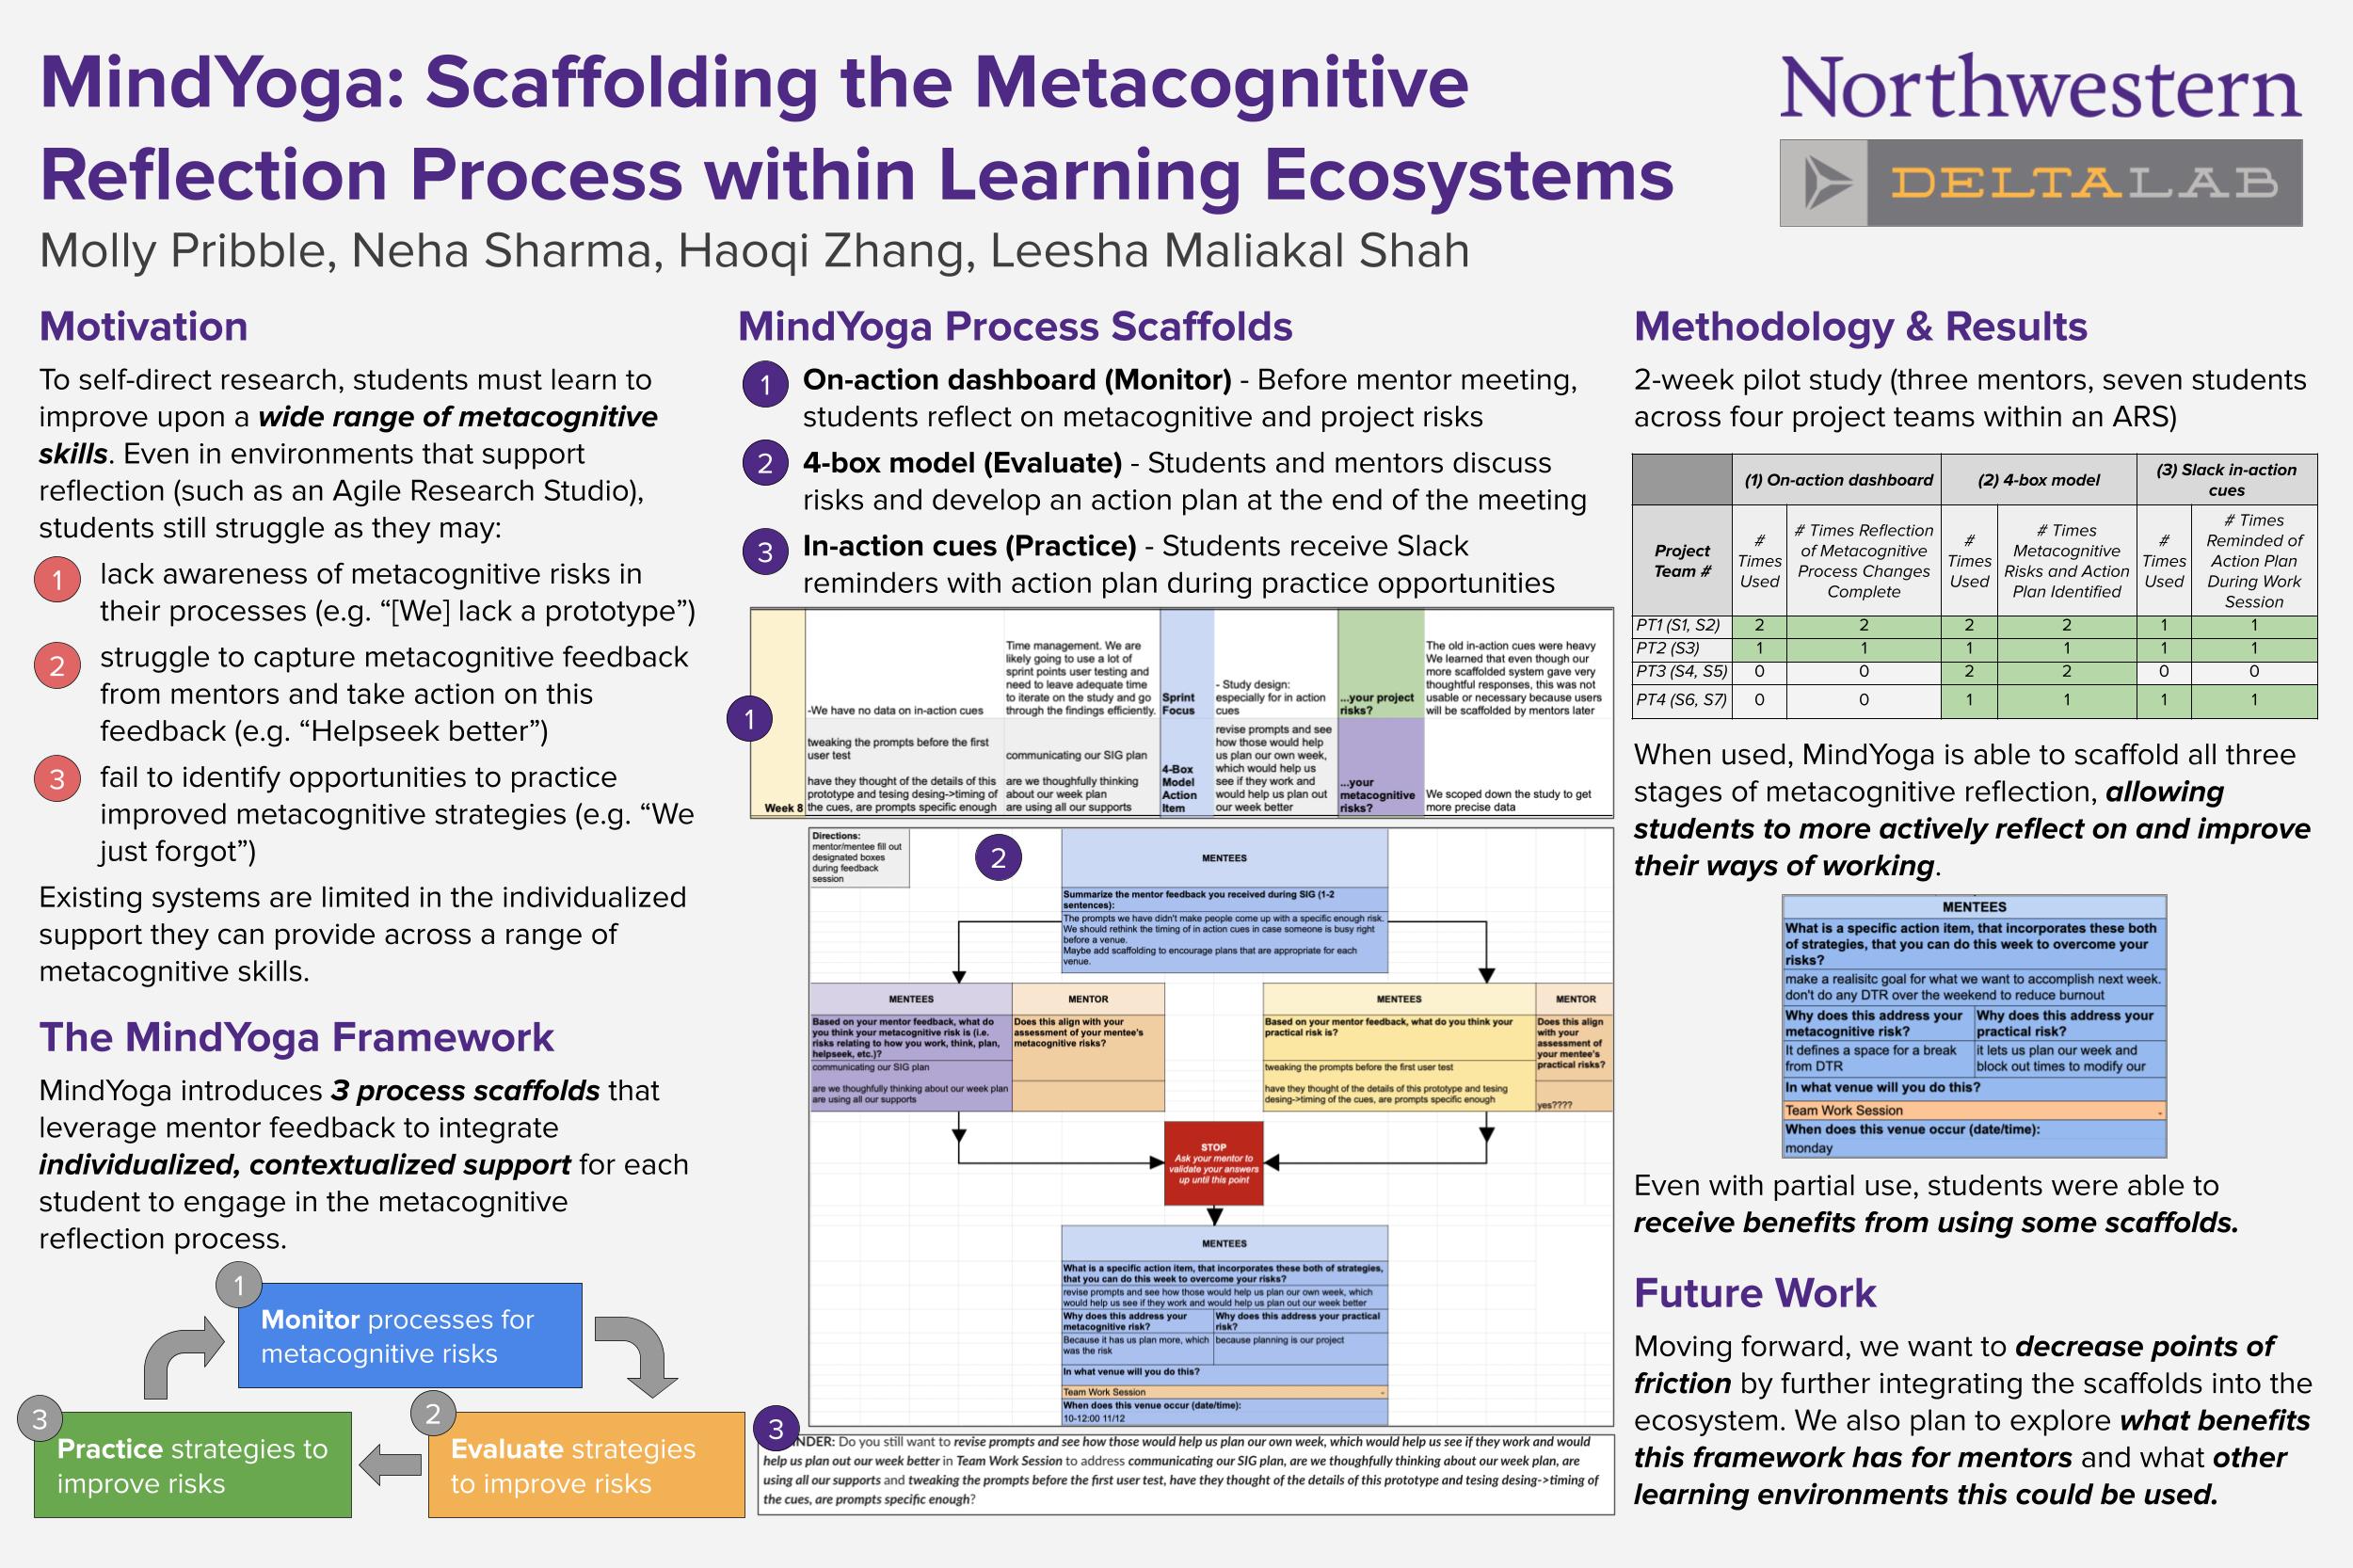 MindYoga: Scaffolding the Metacognitive
Reflection Process within Learning Ecosystems
Molly Pribble, Neha Sharma, Haoqi Zhang, Leesha Maliakal Shah
Northwestern
DELTALAB
Motivation
To self-direct research, students must learn to
improve upon a wide range of metacognitive
skills. Even in environments that support
reflection (such as an Agile Research Studio),
students still struggle as they may:
1
lack awareness of metacognitive risks in
their processes (e.g. “[We] lack a prototype”)
2
struggle to capture metacognitive feedback
from mentors and take action on this
feedback (e.g. “Helpseek better”)
3
fail to identify opportunities to practice
improved metacognitive strategies (e.g. “We
just forgot”)
Existing systems are limited in the individualized
support they can provide across a range of
metacognitive skills.
The MindYoga Framework
MindYoga introduces 3 process scaffolds that
leverage mentor feedback to integrate
individualized, contextualized support for each
student to engage in the metacognitive
reflection process.
1
Monitor processes for
metacognitive risks
3
Practice strategies to
improve risks
2
Evaluate strategies
to improve risks
MindYoga Process Scaffolds
1
On-action dashboard (Monitor) - Before mentor meeting,
students reflect on metacognitive and project risks
2
4-box model (Evaluate) - Students and mentors discuss
risks and develop an action plan at the end of the meeting
3
In-action cues (Practice) - Students receive Slack
reminders with action plan during practice opportunities
1
Week 8
-We have no data on in-action cues
Time management. We are
likely going to use a lot of
sprint points user testing and
need to leave adequate time
to iterate on the study and go
through the findings efficiently.
Sprint
Focus
- Study design:
especially for in action
cues
...your project
risks?
The old in-action cues were heavy
We learned that even though our
more scaffolded system gave very
thoughtful responses, this was not
usable or necessary because users
will be scaffolded by mentors later
tweaking the prompts before the first
user test
have they thought of the details of this
prototype and tesing desing->timing of
the cues, are prompts specific enough
communicating our SIG plan
are we thoughfully thinking
about our week plan
are using all our supports
4-Box
Model
Action
Item
revise prompts and see
how those would help
us plan our own week,
which would help us
see if they work and
would help us plan out
our week better
...your
metacognitive
risks?
We scoped down the study to get
more precise data
Directions:
mentor/mentee fill out
designated boxes
during feedback
session
2
MENTEES
Summarize the mentor feedback you received during SIG (1-2
sentences):
The prompts we have didn't make people come up with a specific enough risk.
We should rethink the timing of in action cues in case someone is busy right
before a venue.
Maybe add scaffolding to encourage plans that are appropriate for each
venue.
MENTEES
Based on your mentor feedback, what do
you think your metacognitive risk is (i.e.
risks relating to how you work, think, plan,
helpseek, etc.)?
communicating our SIG plan
are we thoughfully thinking about our week plan
are using all our supports
MENTOR
Does this align with your
assessment of your mentee's
metacognitive risks?
MENTEES
Based on your mentor feedback, what do you think your
practical risk is?
tweaking the prompts before the first user test
have they thought of the details of this prototype and tesing
desing->timing of the cues, are prompts specific enough
MENTOR
Does this align
with your
assessment of
your mentee's
practical risks?
yes????
STOP
Ask your mentor to
validate your answers
up until this point
MENTEES
What is a specific action item, that incorporates these both of strategies,
that you can do this week to overcome your risks?
revise prompts and see how those would help us plan our own week, which
would help us see if they work and would help us plan out our week better
Why does this address your
metacognitive risk?
Why does this address your practical
risk?
Because it has us plan more, which
was the risk
because planning is our project
In what venue will you do this?
Team Work Session
When does this venue occur (date/time):
10-12:00 11/12
3
NDER: Do you still want to revise prompts and see how those would help us plan our own week, which would help us see if they work and would
help us plan out our week better in Team Work Session to address communicating our SIG plan, are we thoughfully thinking about our week plan, are
using all our supports and tweaking the prompts before the first user test, have they thought of the details of this prototype and tesing desing->timing of
the cues, are prompts specific enough?
Methodology & Results
2-week pilot study (three mentors, seven students
across four project teams within an ARS)
(1) On-action dashboard
(2) 4-box model
(3) Slack in-action
cues
Project
Team #
#
Times
Used
# Times Reflection
of Metacognitive
Process Changes
Complete
#
Times
Used
# Times
Metacognitive
Risks and Action
Plan Identified
#
Times
Used
# Times
Reminded of
Action Plan
During Work
Session
PT1 (S1, S2) 2 2 2 2 1 1
PT2 (S3) 1 1 1 1 1 1
PT3 (S4, S5) 0 0 2 2 0 0
PT4 (S6, S7) 0 0 1 1 1 1
When used, MindYoga is able to scaffold all three
stages of metacognitive reflection, allowing
students to more actively reflect on and improve
their ways of working.
MENTEES
What is a specific action item, that incorporates these both
of strategies, that you can do this week to overcome your
risks?
make a realisitc goal for what we want to accomplish next week.
don't do any DTR over the weekend to reduce burnout
Why does this address your
metacognitive risk?
Why does this address your
practical risk?
It defines a space for a break
from DTR
it lets us plan our week and
block out times to modify our
In what venue will you do this?
Team Work Session
When does this venue occur (date/time):
monday
Even with partial use, students were able to
receive benefits from using some scaffolds.
Future Work
Moving forward, we want to decrease points of
friction by further integrating the scaffolds into the
ecosystem. We also plan to explore what benefits
this framework has for mentors and what other
learning environments this could be used.